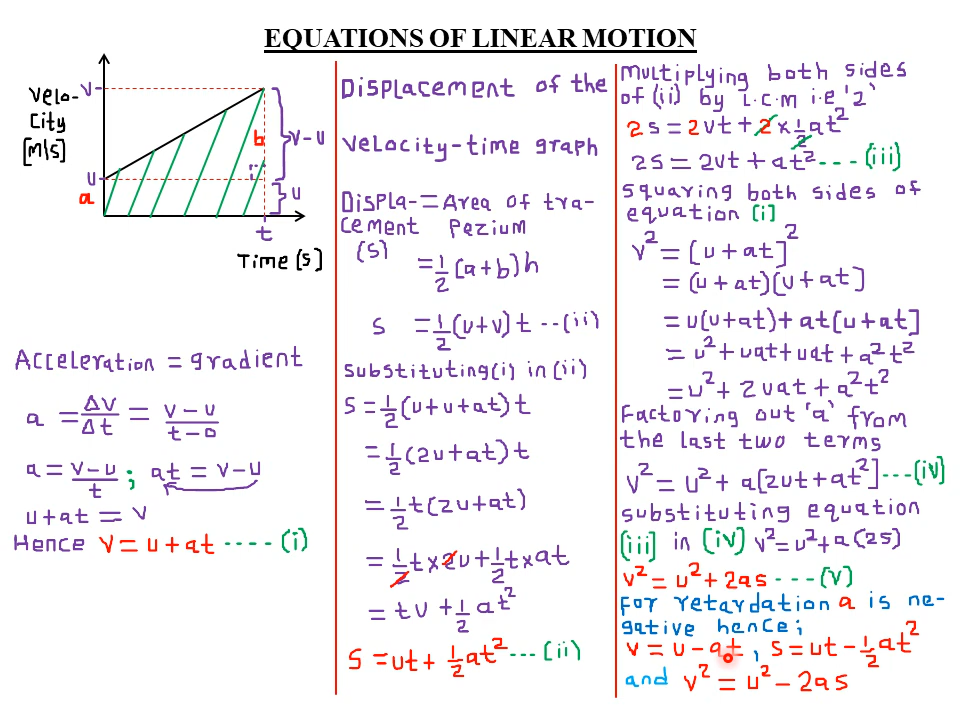 EQUATIONS OF LINEAR MOTION
Velo-
city
[m/s]
V
b
V-u
u
a
u
t
Time [s]
Acceleration = gradient
a = ΔV/Δt = V-u/t-0
a = V-u/t ; at = V-u
u+at = V
Hence V = u+at ---- (i)
Displacement of the
velocity-time graph
Displa- = Area of tra-
cement pezium
(s)
= 1/2 (a+b)h
s = 1/2 (u+v)t --(ii)
substituting(i) in (ii)
s = 1/2 (u+u+at)t
= 1/2 (2u+at)t
= 1/2 t(2u+at)
= 1/2 t x 2u + 1/2 t x at
= tu + 1/2 at²
s = ut + 1/2 at² --- (ii)
Multiplying both sides
of (ii) by L.C.M i.e '2'
2s = 2ut + 2 x 1/2 at²
2s = 2ut + at² --- (iii)
squaring both sides of
equation [i]
V² = [u+at]²
= (u+at)(u+at]
= u(u+at)+at[u+at]
= u²+uat+uat+a²t²
= u²+2uat+a²t²
Factoring out 'a' from
the last two terms
V² = u²+a[2ut+at²] ---(iv)
substituting equation
(iii] in (iv) v²=u²+a(2s)
v² = u²+2as --- (v)
For retardation a is ne-
gative hence;
v = u-at, s = ut - 1/2 at²
and v² = u² - 2as